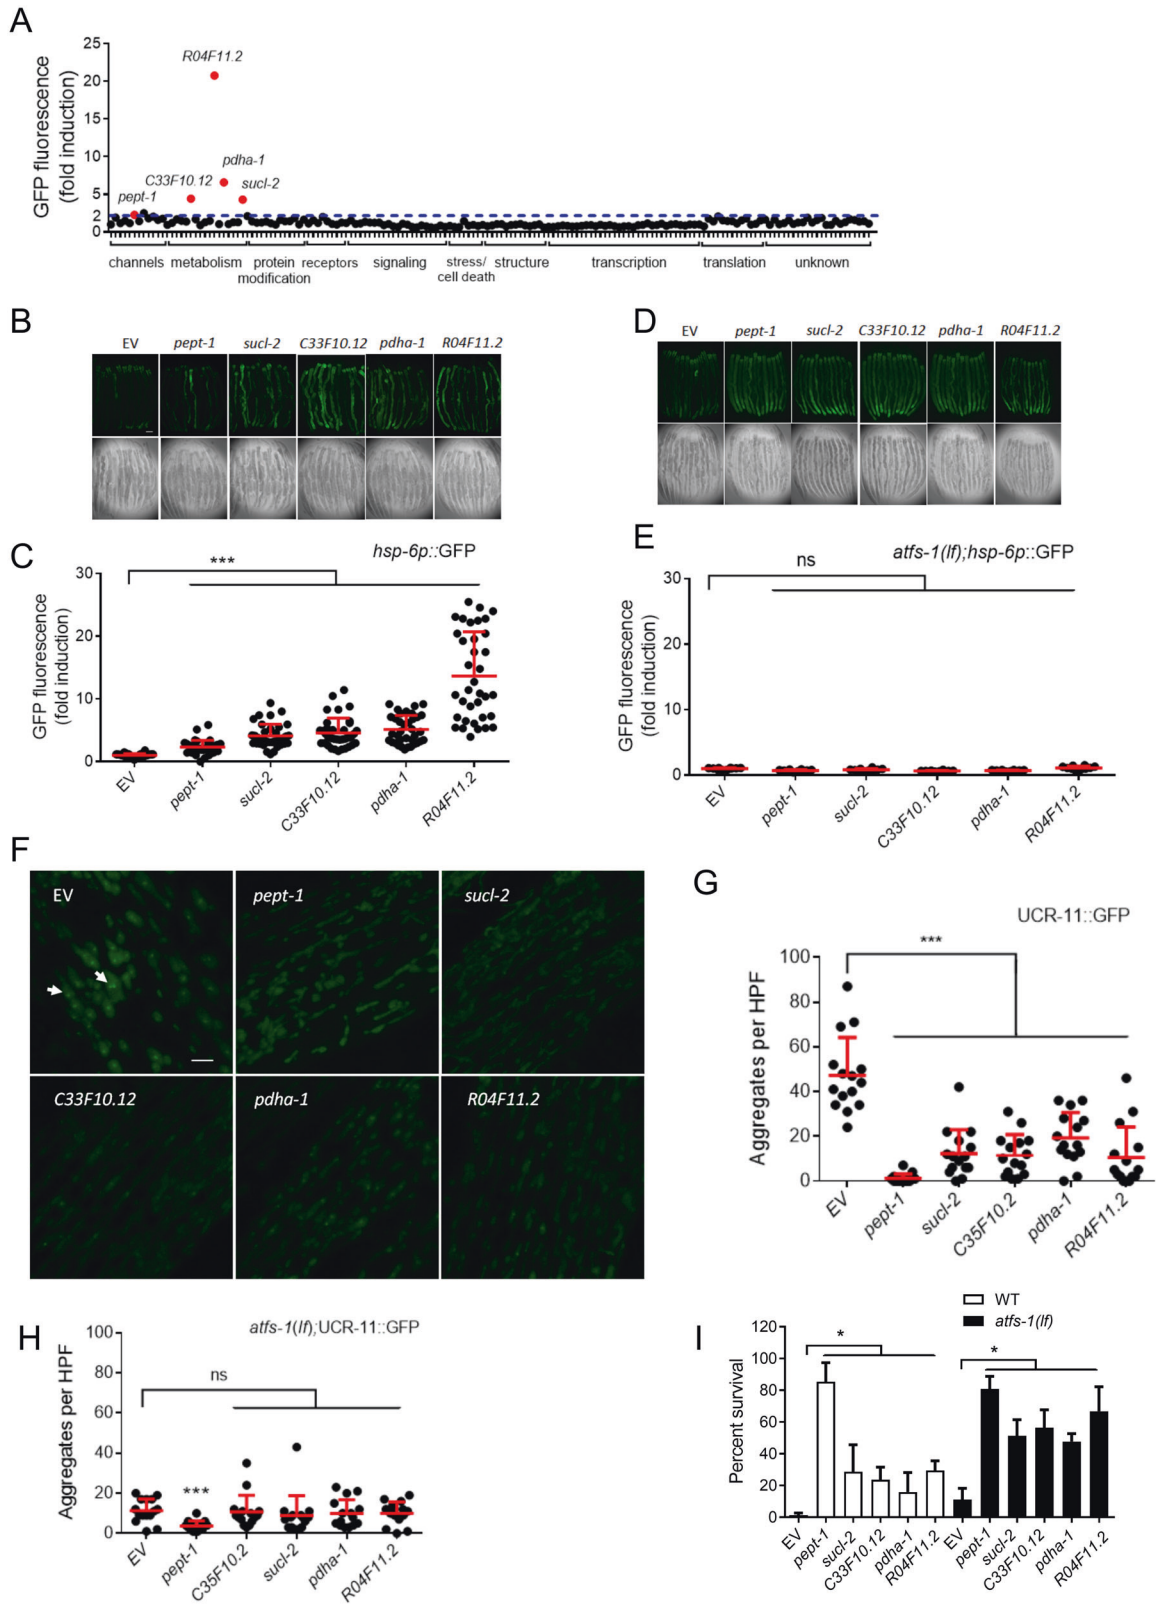 A
GFP fluorescence
(fold induction)
25
20
15
10
5
2
0
R04F11.2
pdha-1
C33F10.12
sucl-2
pept-1
channels metabolism protein modification receptors signaling stress/ cell death structure transcription translation unknown
B
EV pept-1 sucl-2 C33F10.12 pdha-1 R04F11.2
D
EV pept-1 sucl-2 C33F10.12 pdha-1 R04F11.2
C
hsp-6p::GFP
***
GFP fluorescence
(fold induction)
30
20
10
0
EV pept-1 sucl-2 C33F10.12 pdha-1 R04F11.2
E
atfs-1(lf);hsp-6p::GFP
ns
GFP fluorescence
(fold induction)
30
20
10
0
EV pept-1 sucl-2 C33F10.12 pdha-1 R04F11.2
F
EV pept-1 sucl-2
C33F10.12 pdha-1 R04F11.2
G
UCR-11::GFP
***
Aggregates per HPF
100
80
60
40
20
0
EV pept-1 sucl-2 C35F10.2 pdha-1 R04F11.2
H
atfs-1(lf);UCR-11::GFP
ns
***
Aggregates per HPF
100
80
60
40
20
0
EV pept-1 C35F10.2 sucl-2 pdha-1 R04F11.2
I
WT
atfs-1(lf)
*
*
Percent survival
120
100
80
60
40
20
0
EV pept-1 sucl-2 C33F10.12 pdha-1 R04F11.2 EV pept-1 sucl-2 C33F10.12 pdha-1 R04F11.2